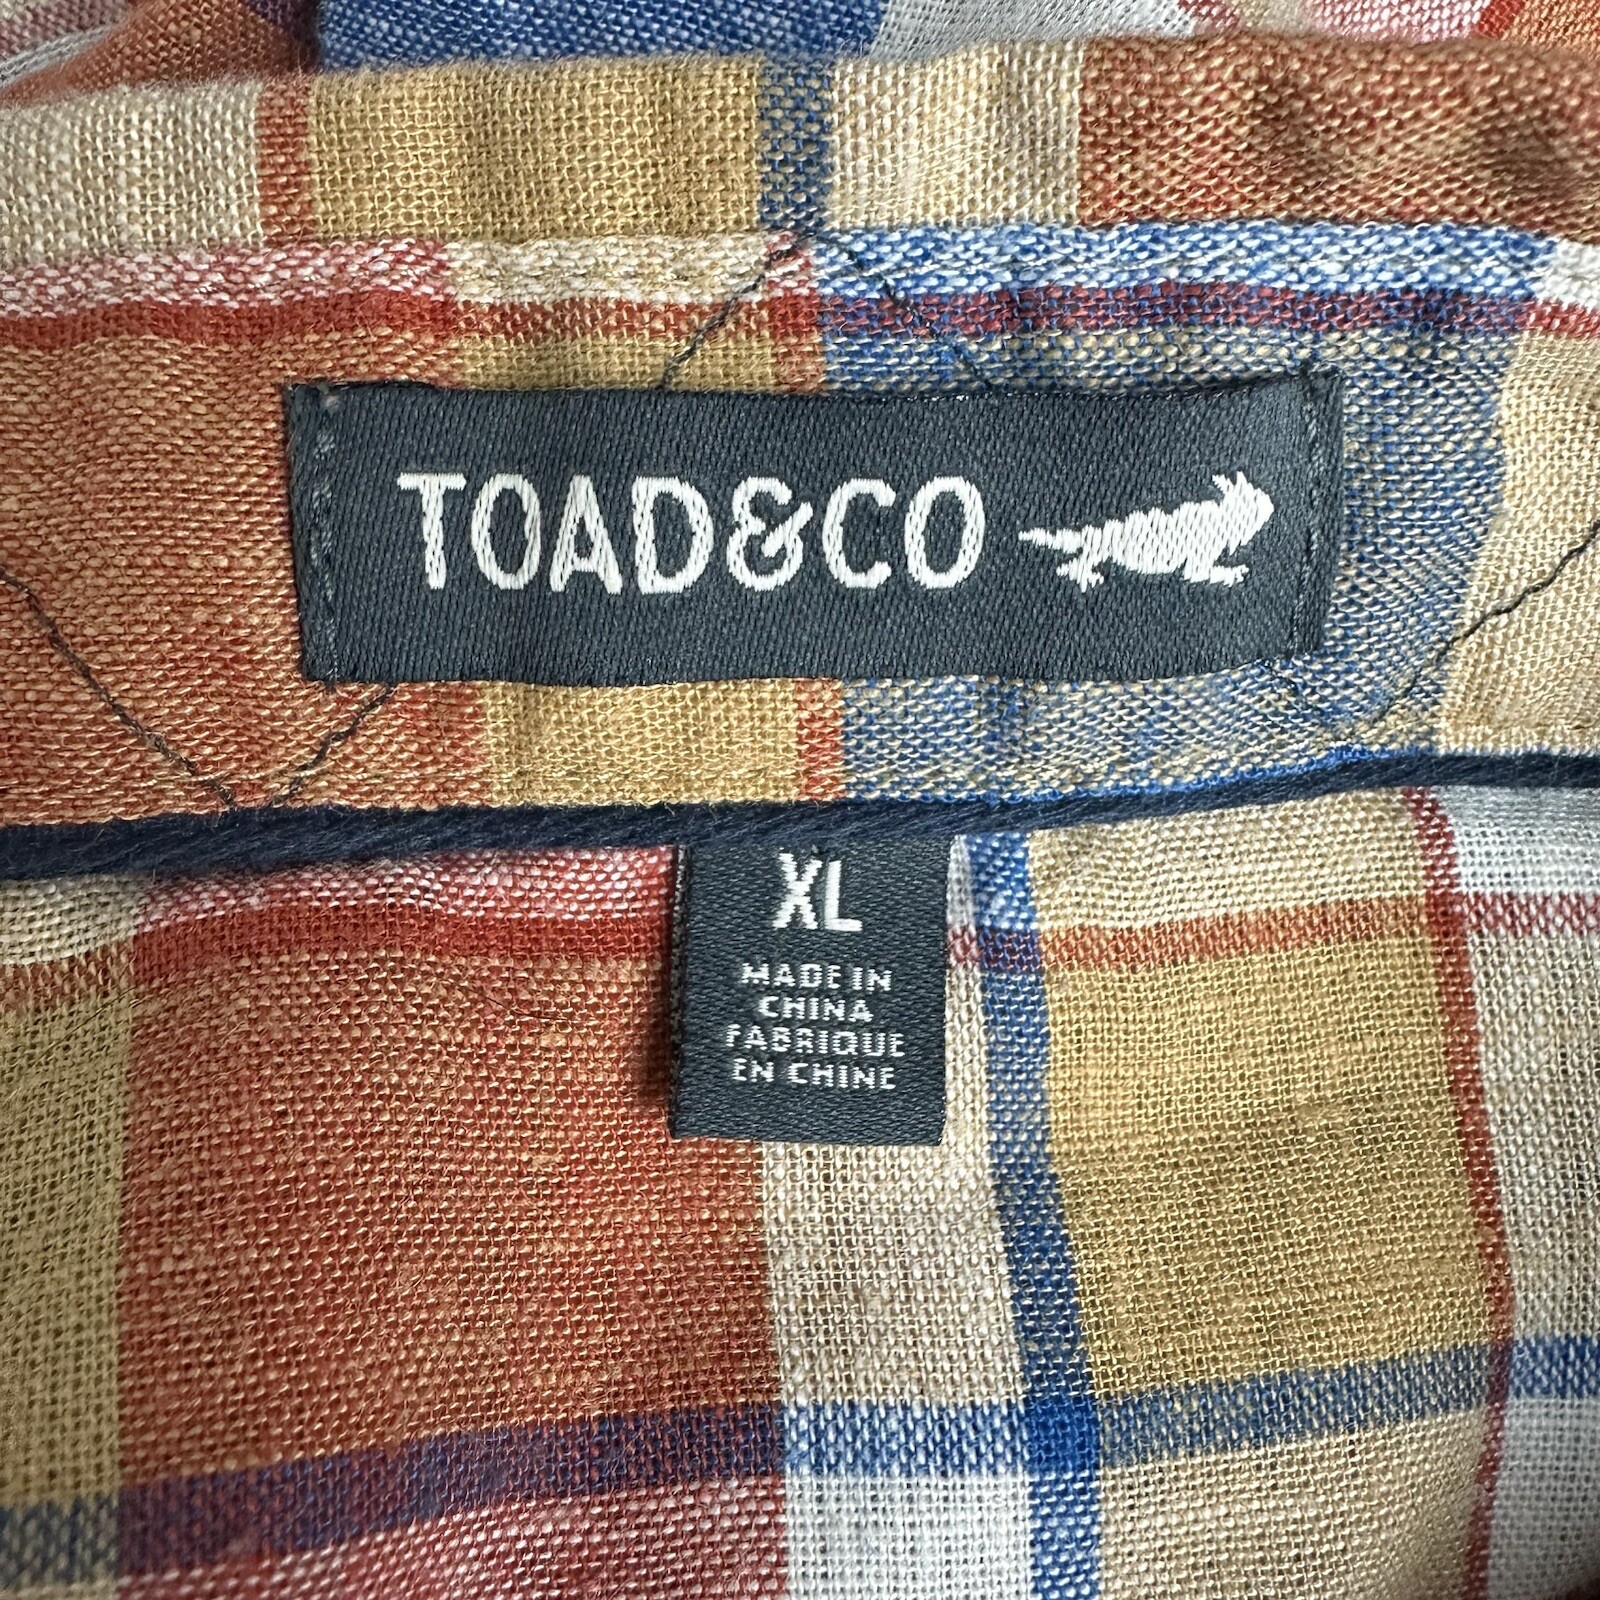 TOAD&CO
XL
MADE IN
CHINA
FABRIQUE
EN CHINE